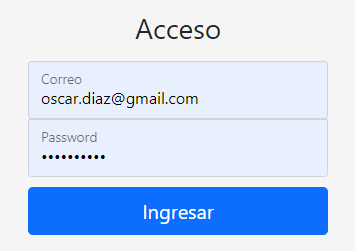 Acceso
Correo
oscar.diaz@gmail.com
Password
••••••••••
Ingresar